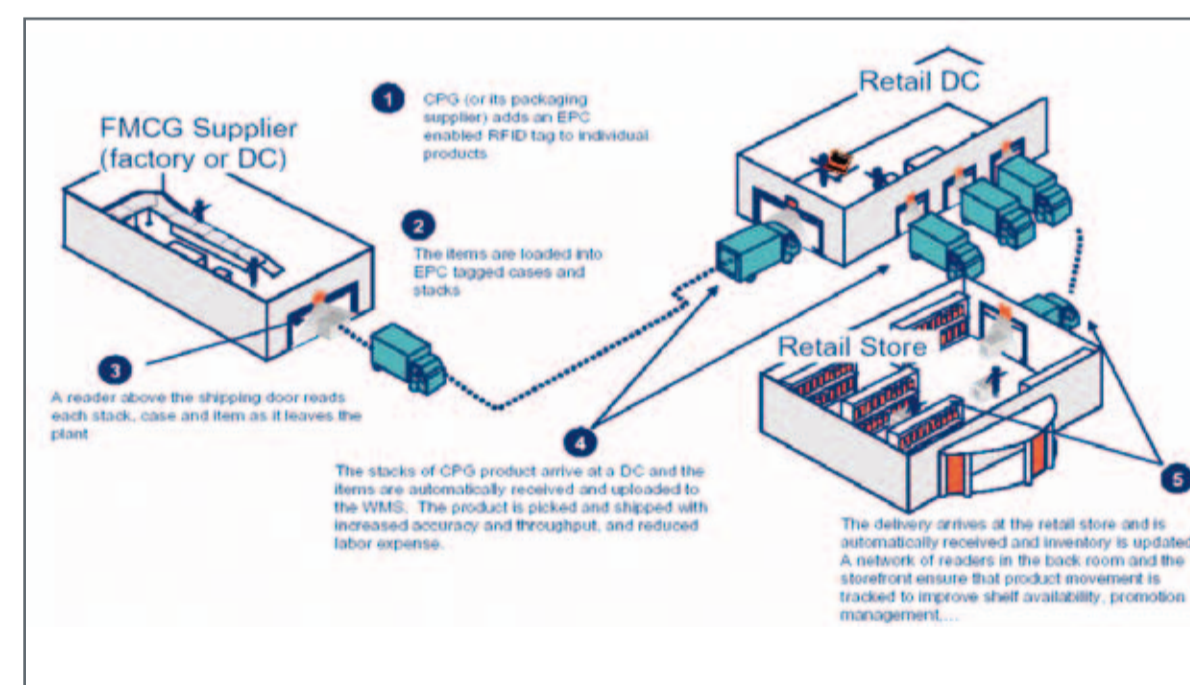 FMCG Supplier
(factory or DC)
1
CPG (or its packaging
supplier) adds an EPC
enabled RFID tag to individual
products
2
The items are loaded into
EPC tagged cases and
stacks
3
A reader above the shipping door reads
each stack, case and item as it leaves the
plant
Retail DC
4
The stacks of CPG product arrive at a DC and the
items are automatically received and uploaded to
the WMS. The product is picked and shipped with
increased accuracy and throughput, and reduced
labor expense.
Retail Store
5
The delivery arrives at the retail store and is
automatically received and inventory is updated
A network of readers in the back room and the
storefront ensure that product movement is
tracked to improve shelf availability, promotion
management,...